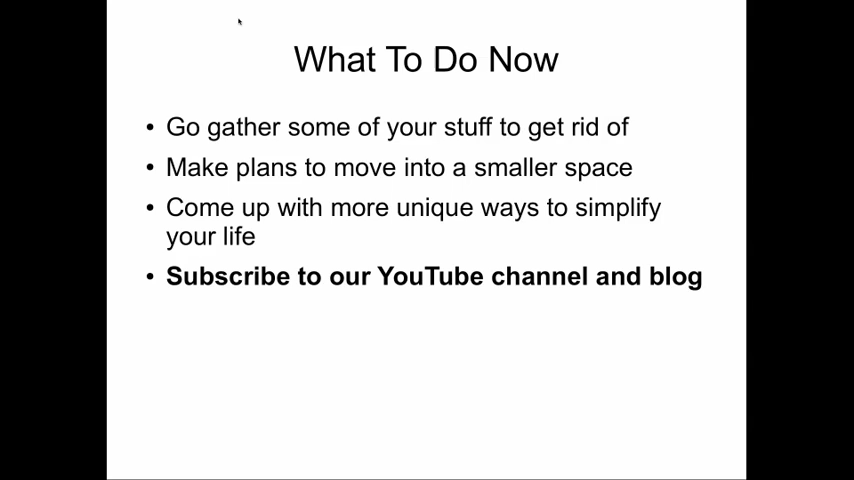 What To Do Now
• Go gather some of your stuff to get rid of
• Make plans to move into a smaller space
• Come up with more unique ways to simplify
your life
• Subscribe to our YouTube channel and blog